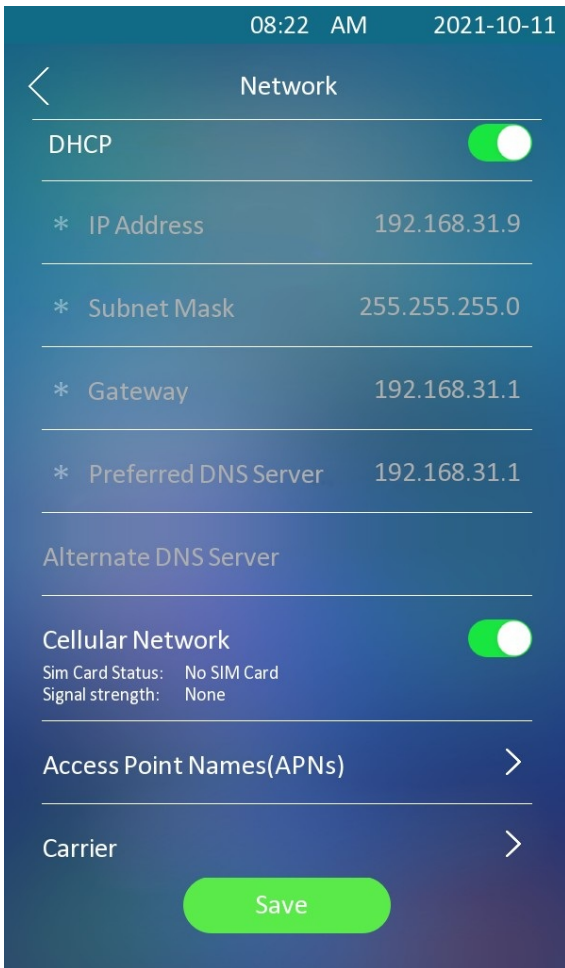 08:22 AM 2021-10-11
Network
DHCP
* IP Address 192.168.31.9
* Subnet Mask 255.255.255.0
* Gateway 192.168.31.1
* Preferred DNS Server 192.168.31.1
Alternate DNS Server
Cellular Network
Sim Card Status: No SIM Card
Signal strength: None
Access Point Names(APNs)
Carrier
Save